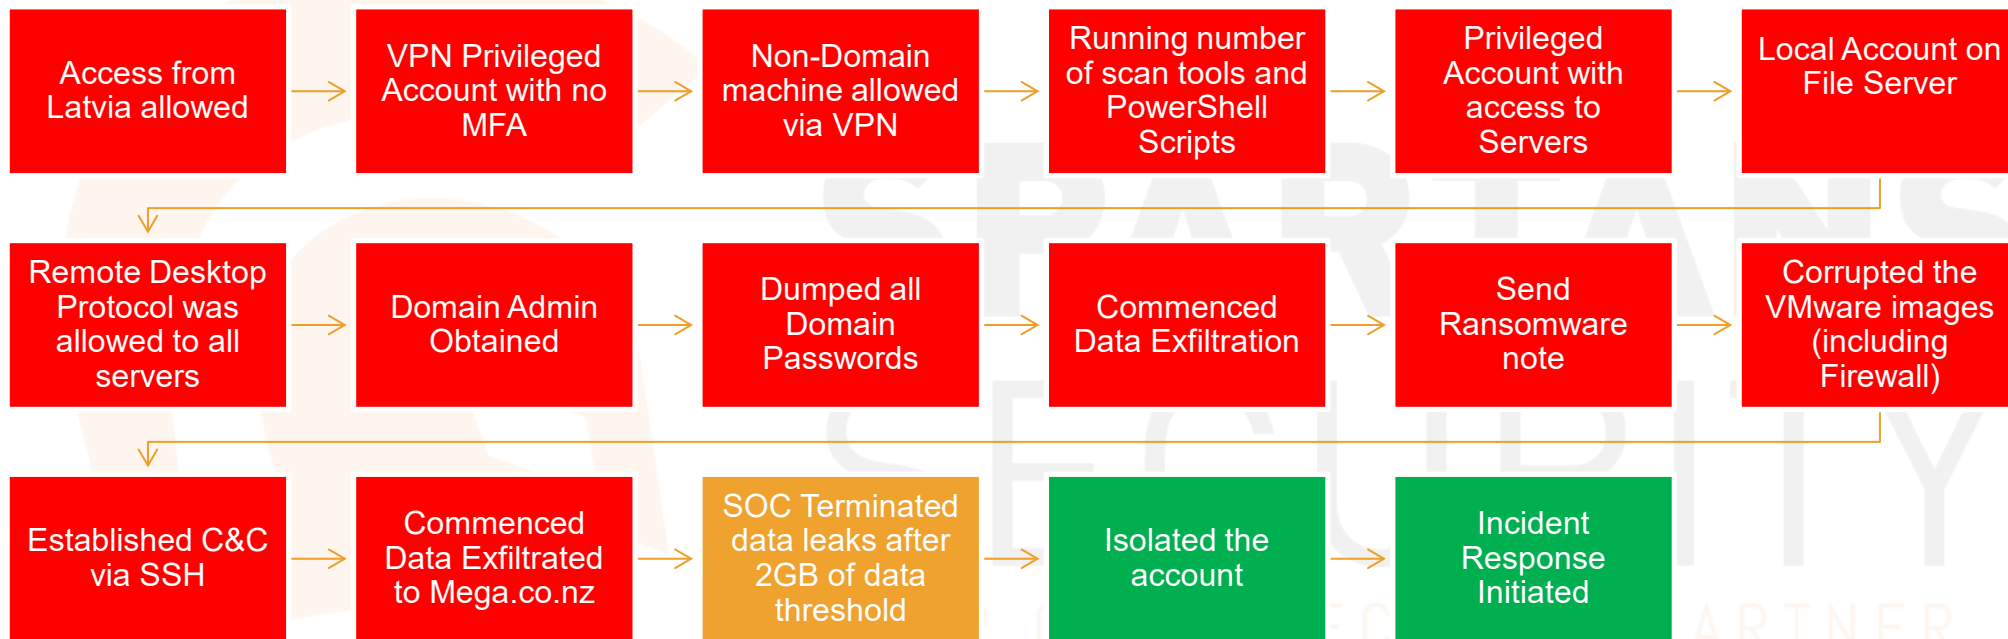 Access from
Latvia allowed
VPN Privileged
Account with no
MFA
Non-Domain
machine allowed
via VPN
Running number
of scan tools and
PowerShell
Scripts
Privileged
Account with
access to
Servers
Local Account on
File Server
Remote Desktop
Protocol was
allowed to all
servers
Domain Admin
Obtained
Dumped all
Domain
Passwords
Commenced
Data Exfiltration
Send
Ransomware
note
Corrupted the
VMware images
(including
Firewall)
Established C&C
via SSH
Commenced
Data Exfiltrated
to Mega.co.nz
SOC Terminated
data leaks after
2GB of data
threshold
Isolated the
account
Incident
Response
Initiated
SPARTANS
SECURITY